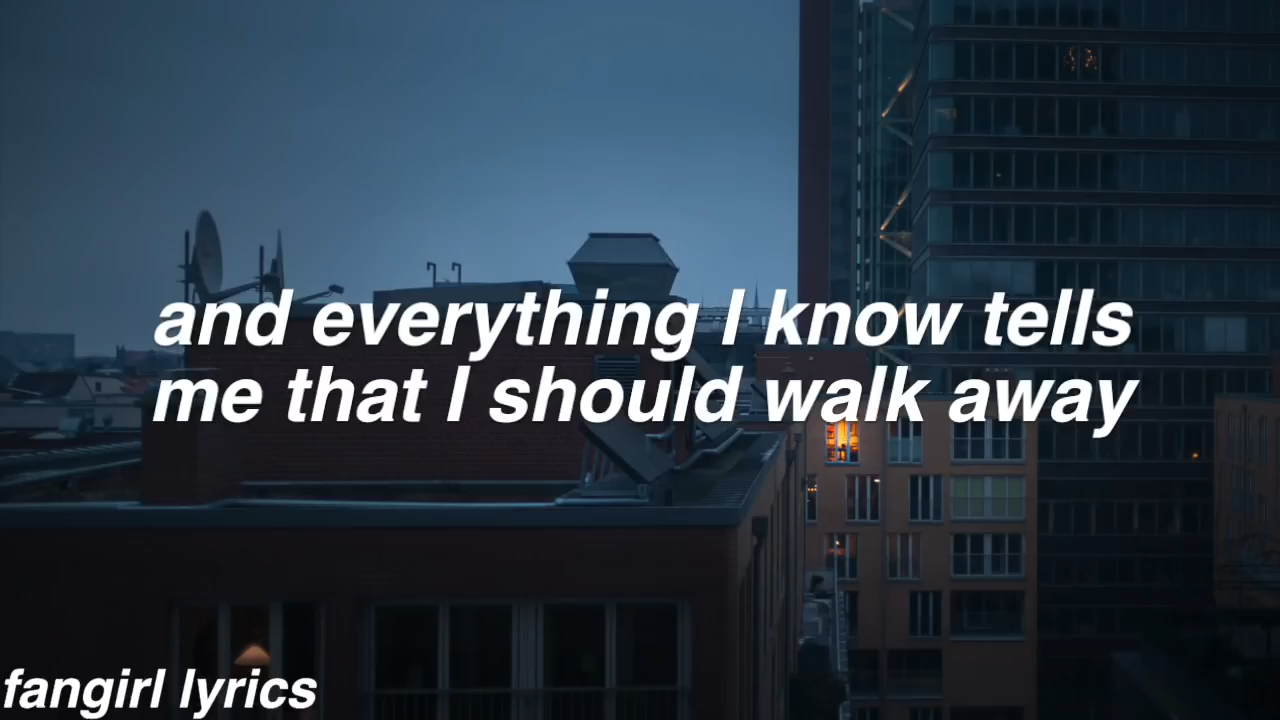 and everything I know tells
me that I should walk away
fangirl lyrics